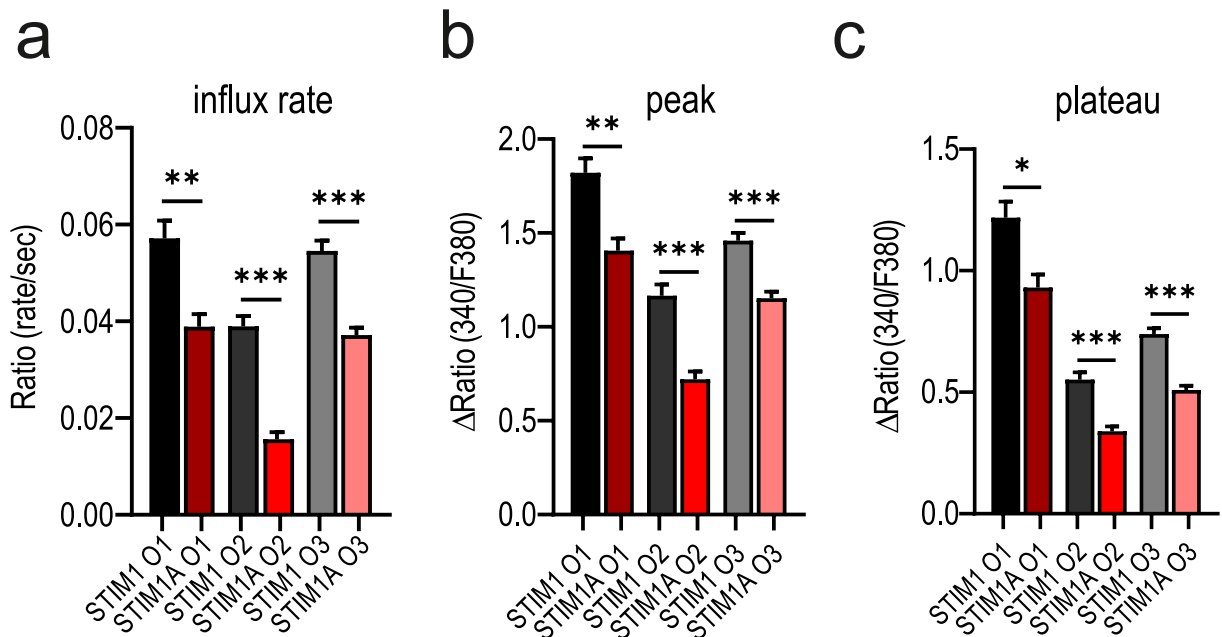 a
influx rate
Ratio (rate/sec)
0.08
0.06
0.04
0.02
0.00
**
***
***
STIM1 O1
STIM1A O1
STIM1 O2
STIM1A O2
STIM1 O3
STIM1A O3
b
peak
ΔRatio (340/F380)
2.0
1.5
1.0
0.5
0.0
**
***
***
STIM1 O1
STIM1A O1
STIM1 O2
STIM1A O2
STIM1 O3
STIM1A O3
c
plateau
ΔRatio (340/F380)
1.5
1.0
0.5
0.0
*
***
***
STIM1 O1
STIM1A O1
STIM1 O2
STIM1A O2
STIM1 O3
STIM1A O3